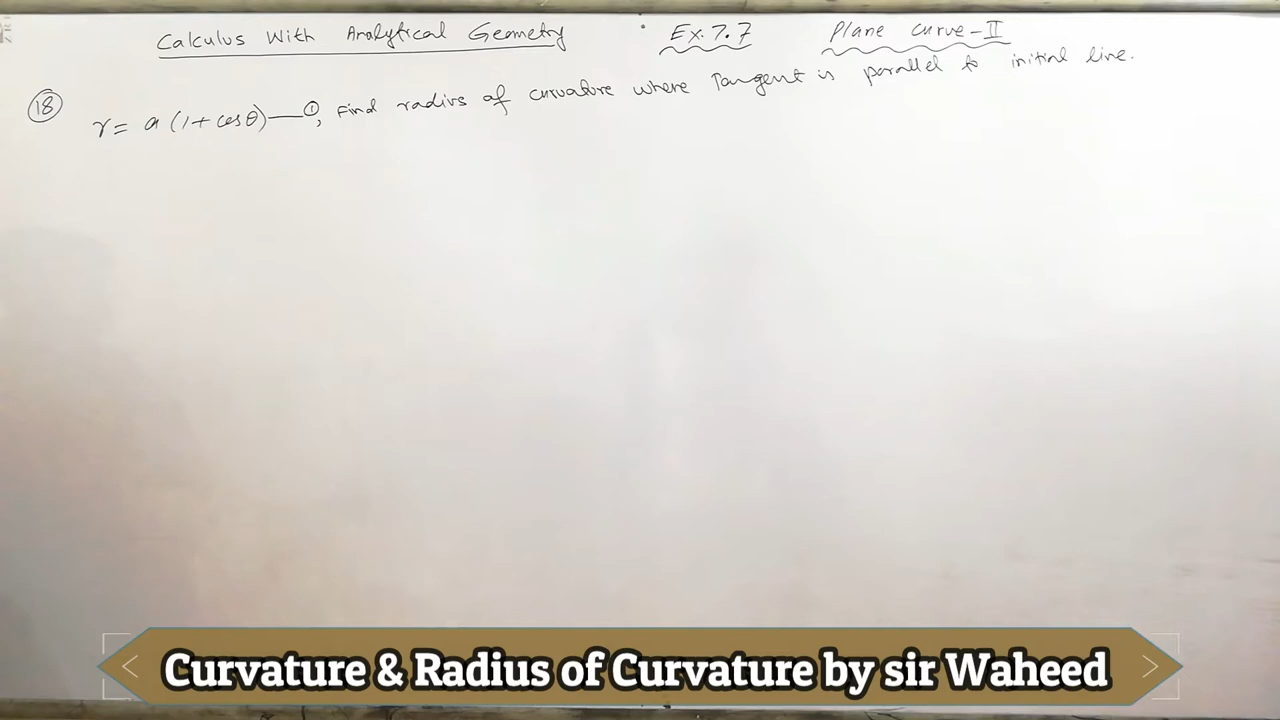 Calculus With Analytical Geometry Ex. 7.7 Plane Curve-II
18 r = a (1+cosθ) — ①, Find radius of curvature where Tangent is parallel to initial line.
Curvature & Radius of Curvature by sir Waheed